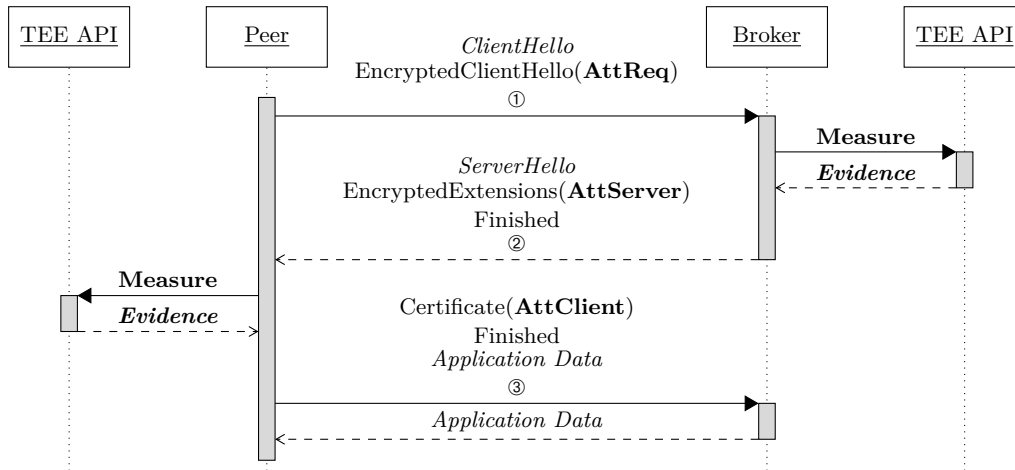 TEE API
Peer
Broker
TEE API
ClientHello
EncryptedClientHello(AttReq)
①
Measure
Evidence
ServerHello
EncryptedExtensions(AttServer)
Finished
②
Measure
Evidence
Certificate(AttClient)
Finished
Application Data
③
Application Data